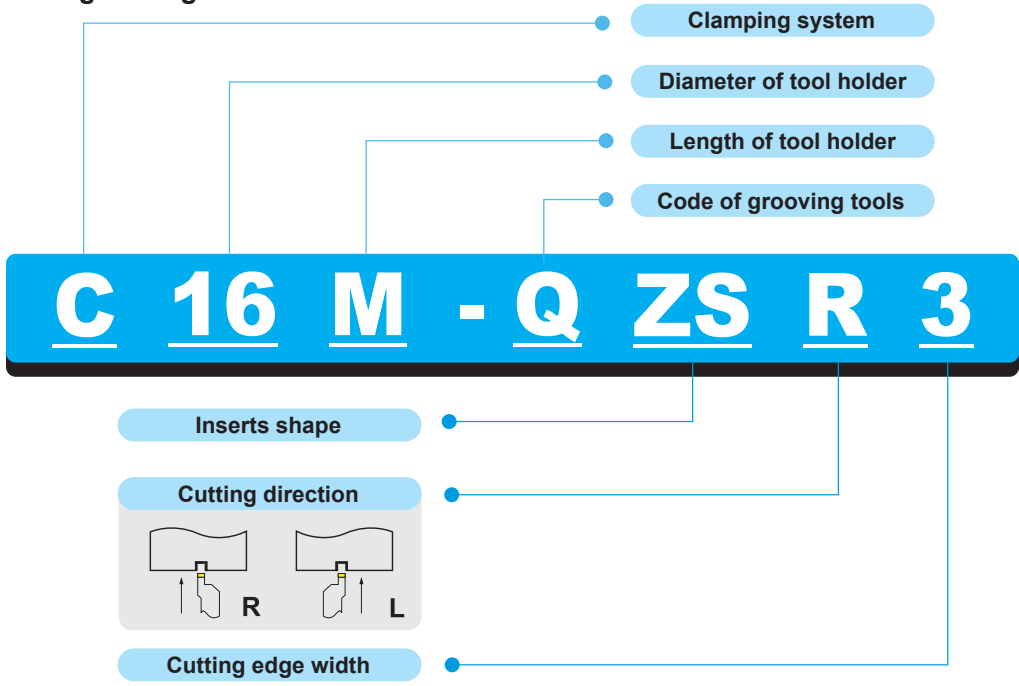 Clamping system
Diameter of tool holder
Length of tool holder
Code of grooving tools
C 16 M - Q ZS R 3
Inserts shape
Cutting direction
R L
Cutting edge width